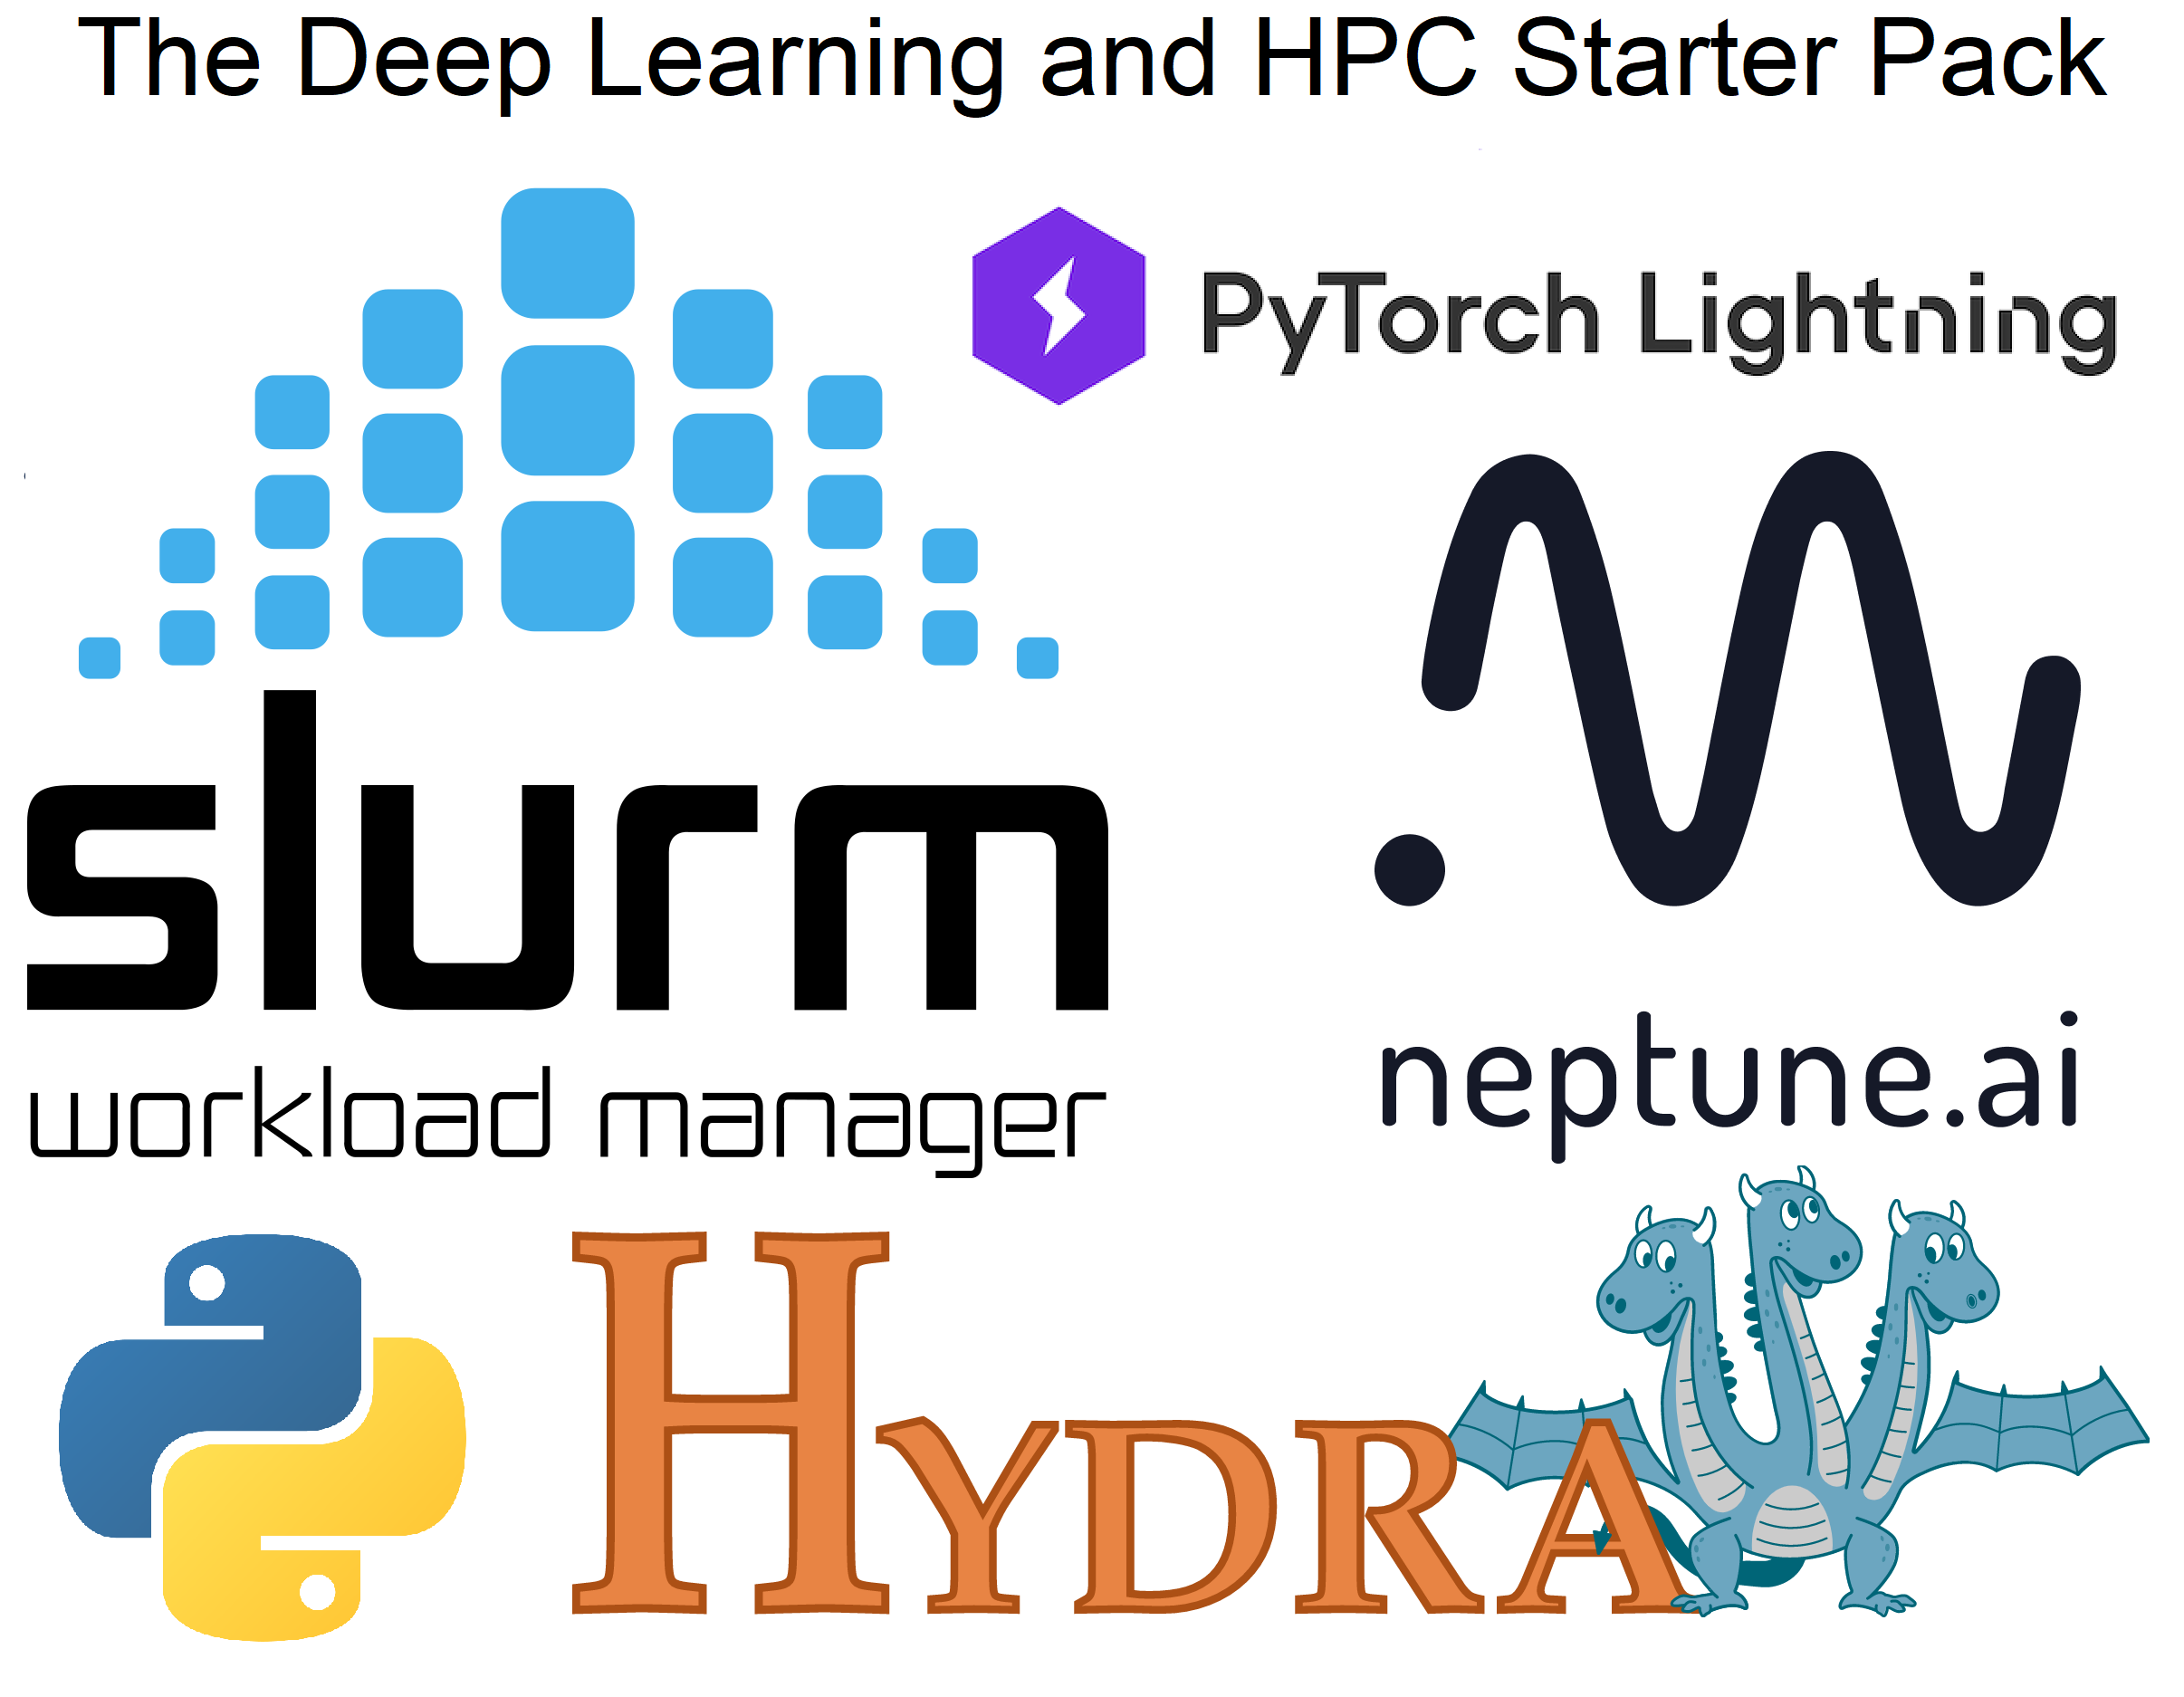 The Deep Learning and HPC Starter Pack
PyTorch Lightning
slurm
workload manager
neptune.ai
HYDRA